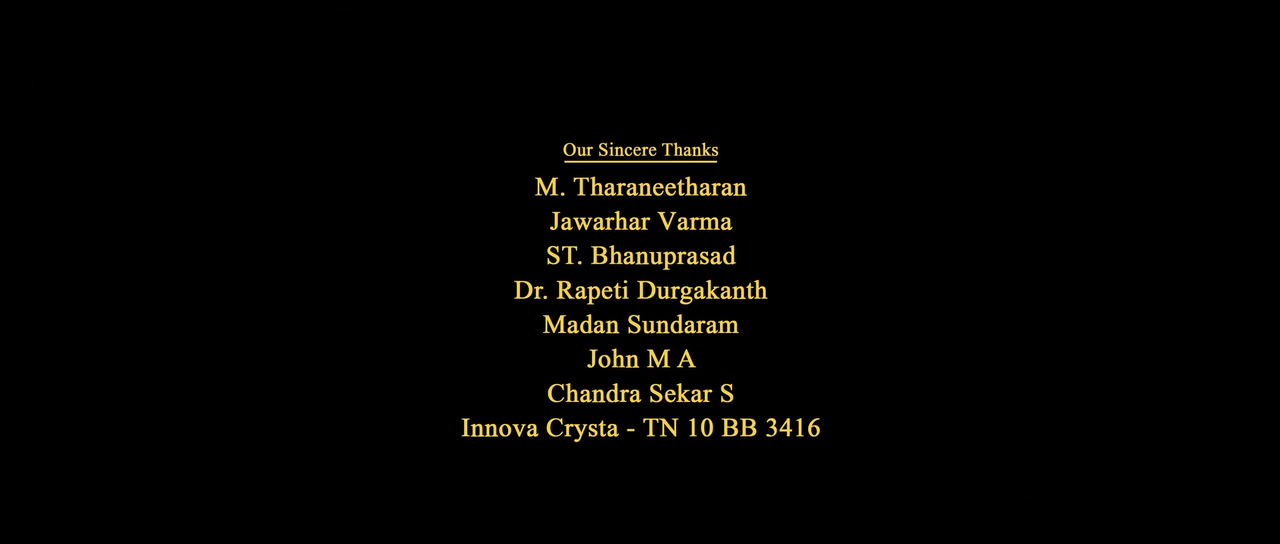 Our Sincere Thanks
M. Tharaneetharan
Jawarhar Varma
ST. Bhanuprasad
Dr. Rapeti Durgakanth
Madan Sundaram
John M A
Chandra Sekar S
Innova Crysta - TN 10 BB 3416